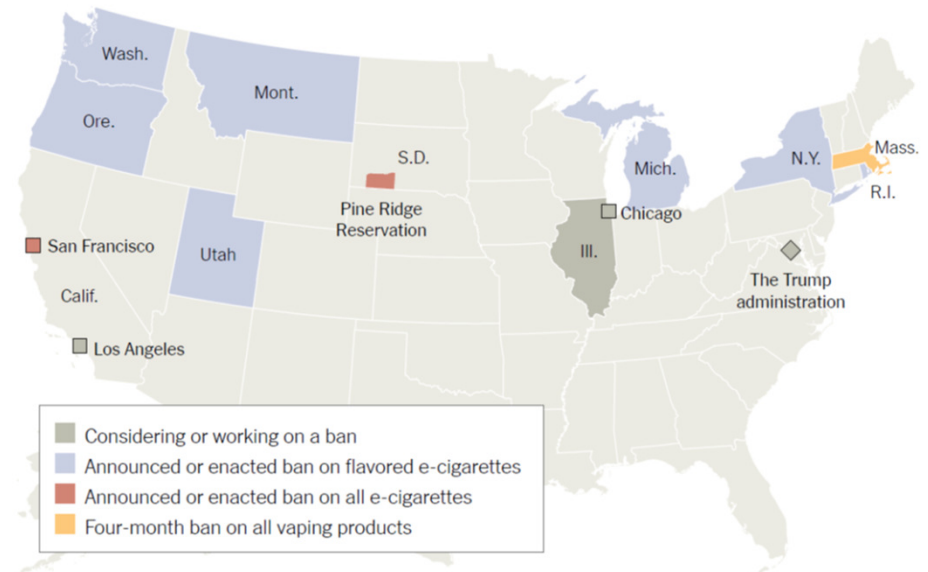 Wash.
Mont.
Ore.
S.D.
Mich.
N.Y.
Mass.
R.I.
Pine Ridge
Reservation
Chicago
San Francisco
Utah
Ill.
The Trump
administration
Calif.
Los Angeles
Considering or working on a ban
Announced or enacted ban on flavored e-cigarettes
Announced or enacted ban on all e-cigarettes
Four-month ban on all vaping products